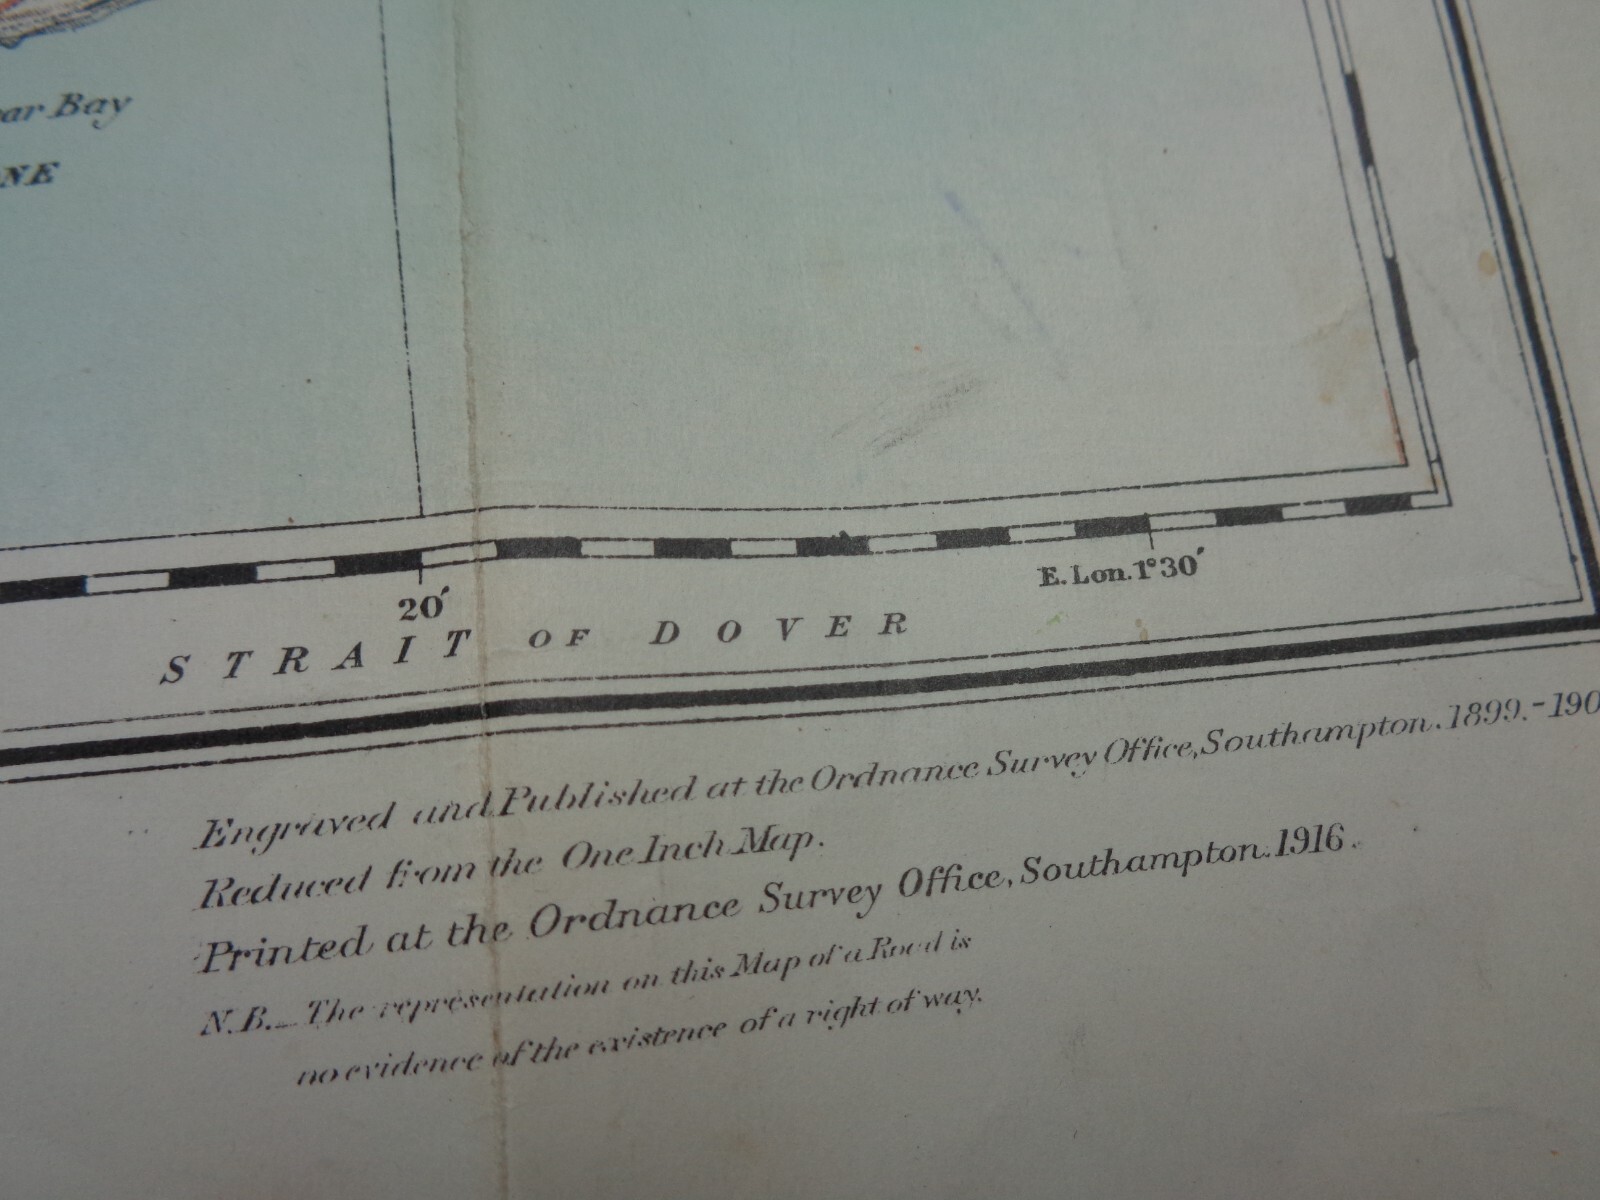 Bay
20′
E. Lon. 1°30′
STRAIT OF DOVER
Engraved and Published at the Ordnance Survey Office, Southampton. 1899.-190
Reduced from the One Inch Map.
Printed at the Ordnance Survey Office, Southampton. 1916.
N.B._ The representation on this Map of a Road is
no evidence of the existence of a right of way.